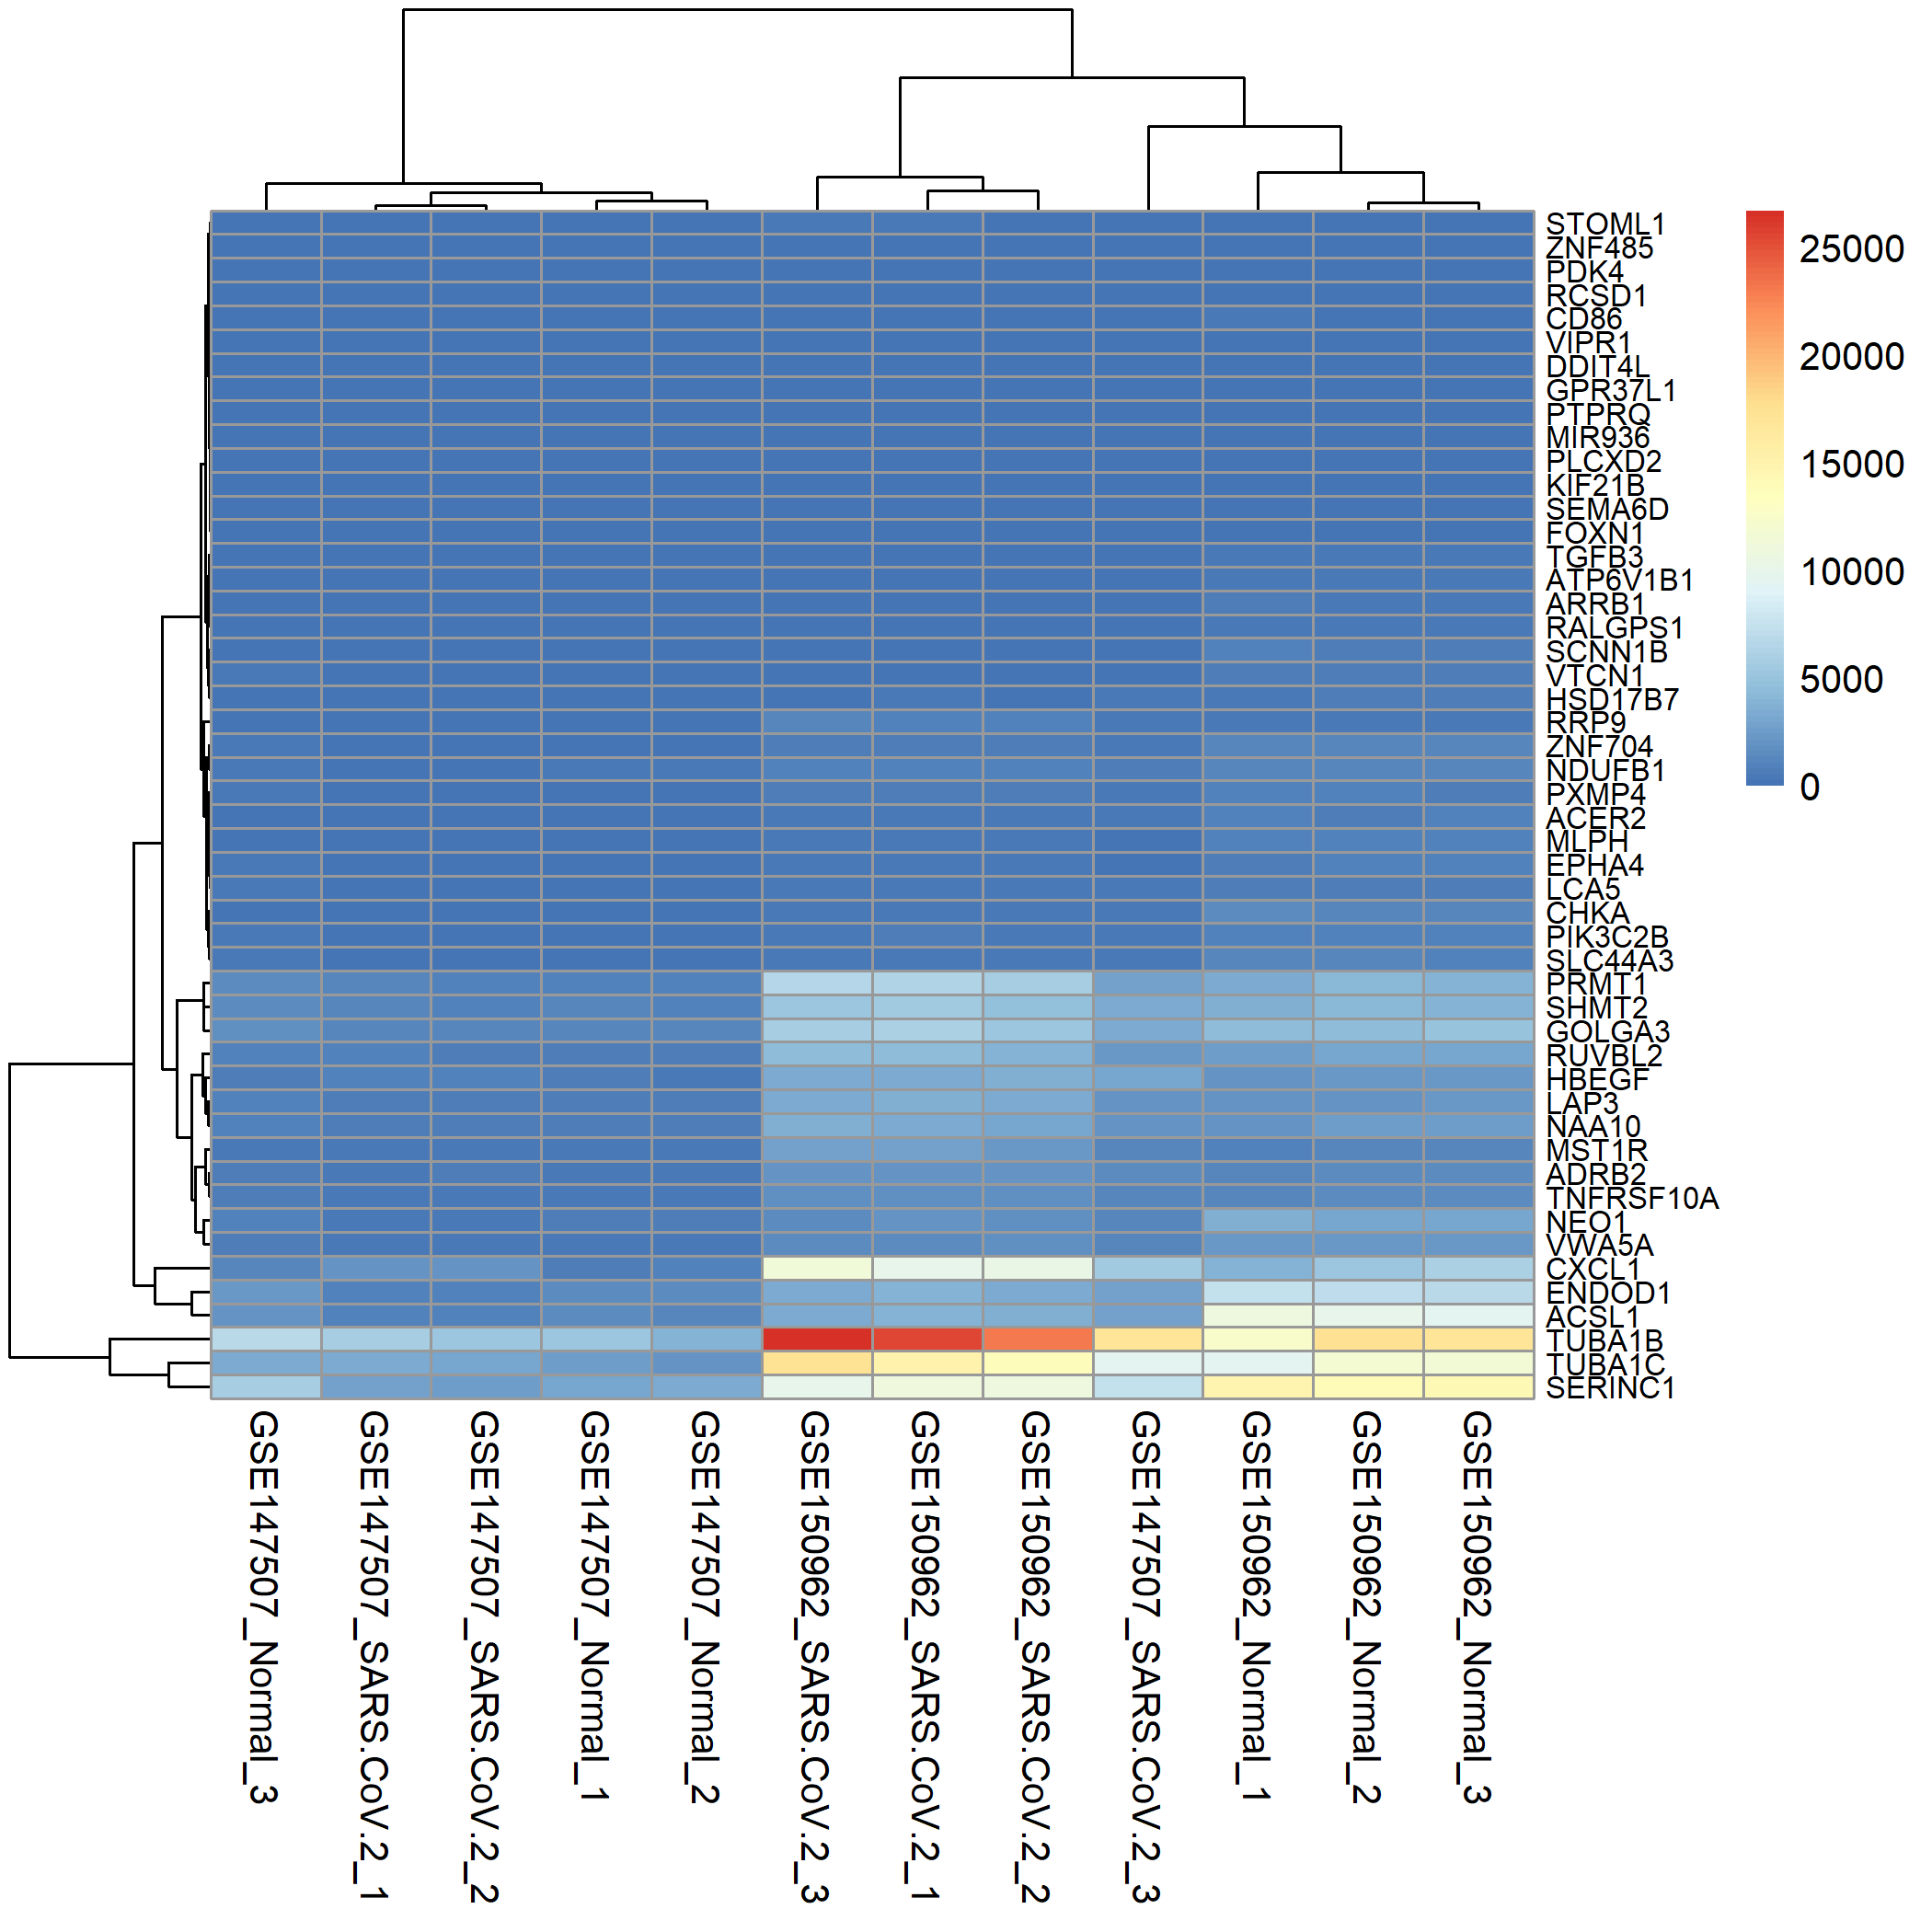 STOML1
ZNF485
PDK4
RCSD1
CD86
VIPR1
DDIT4L
GPR37L1
PTPRQ
MIR936
PLCXD2
KIF21B
SEMA6D
FOXN1
TGFB3
ATP6V1B1
ARRB1
RALGPS1
SCNN1B
VTCN1
HSD17B7
RRP9
ZNF704
NDUFB1
PXMP4
ACER2
MLPH
EPHA4
LCA5
CHKA
PIK3C2B
SLC44A3
PRMT1
SHMT2
GOLGA3
RUVBL2
HBEGF
LAP3
NAA10
MST1R
ADRB2
TNFRSF10A
NEO1
VWA5A
CXCL1
ENDOD1
ACSL1
TUBA1B
TUBA1C
SERINC1
25000
20000
15000
10000
5000
0
GSE147507_Normal_3
GSE147507_SARS.CoV.2_1
GSE147507_SARS.CoV.2_2
GSE147507_Normal_1
GSE147507_Normal_2
GSE150962_SARS.CoV.2_3
GSE150962_SARS.CoV.2_1
GSE150962_SARS.CoV.2_2
GSE147507_SARS.CoV.2_3
GSE150962_Normal_1
GSE150962_Normal_2
GSE150962_Normal_3